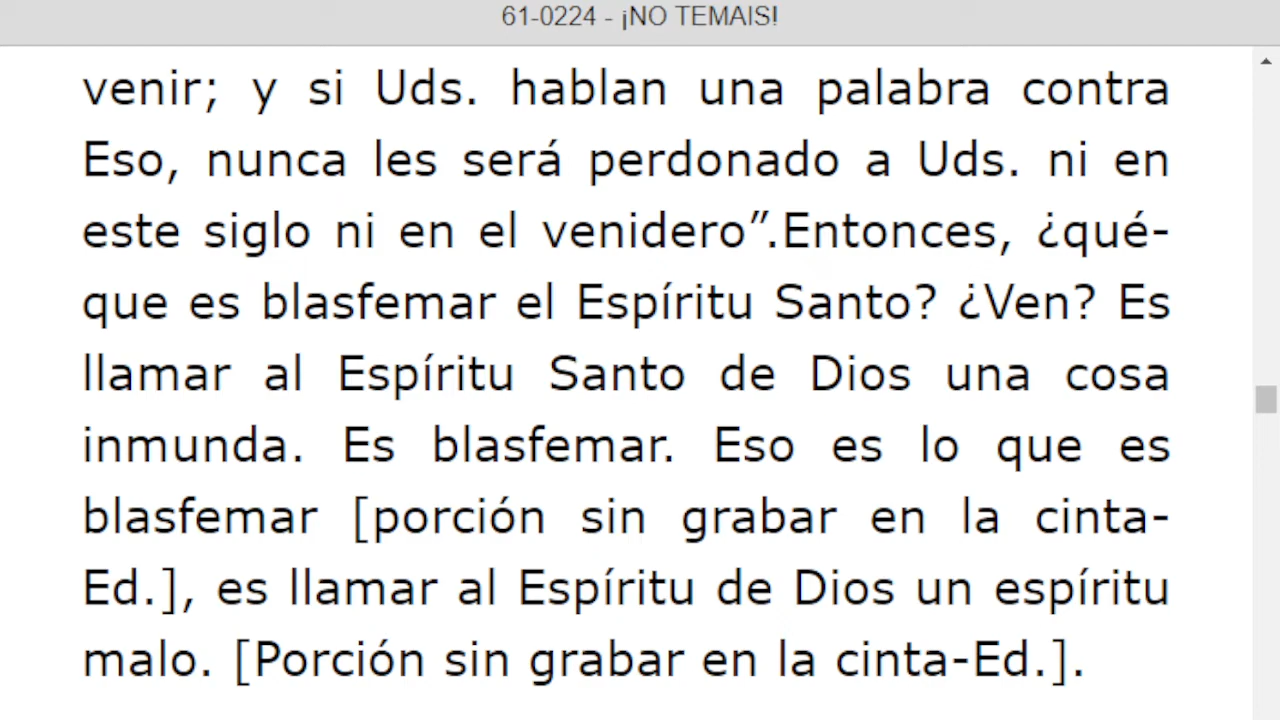 61-0224 - ¡NO TEMAIS!
venir; y si Uds. hablan una palabra contra
Eso, nunca les será perdonado a Uds. ni en
este siglo ni en el venidero”.Entonces, ¿qué-
que es blasfemar el Espíritu Santo? ¿Ven? Es
llamar al Espíritu Santo de Dios una cosa
inmunda. Es blasfemar. Eso es lo que es
blasfemar [porción sin grabar en la cinta-
Ed.], es llamar al Espíritu de Dios un espíritu
malo. [Porción sin grabar en la cinta-Ed.].